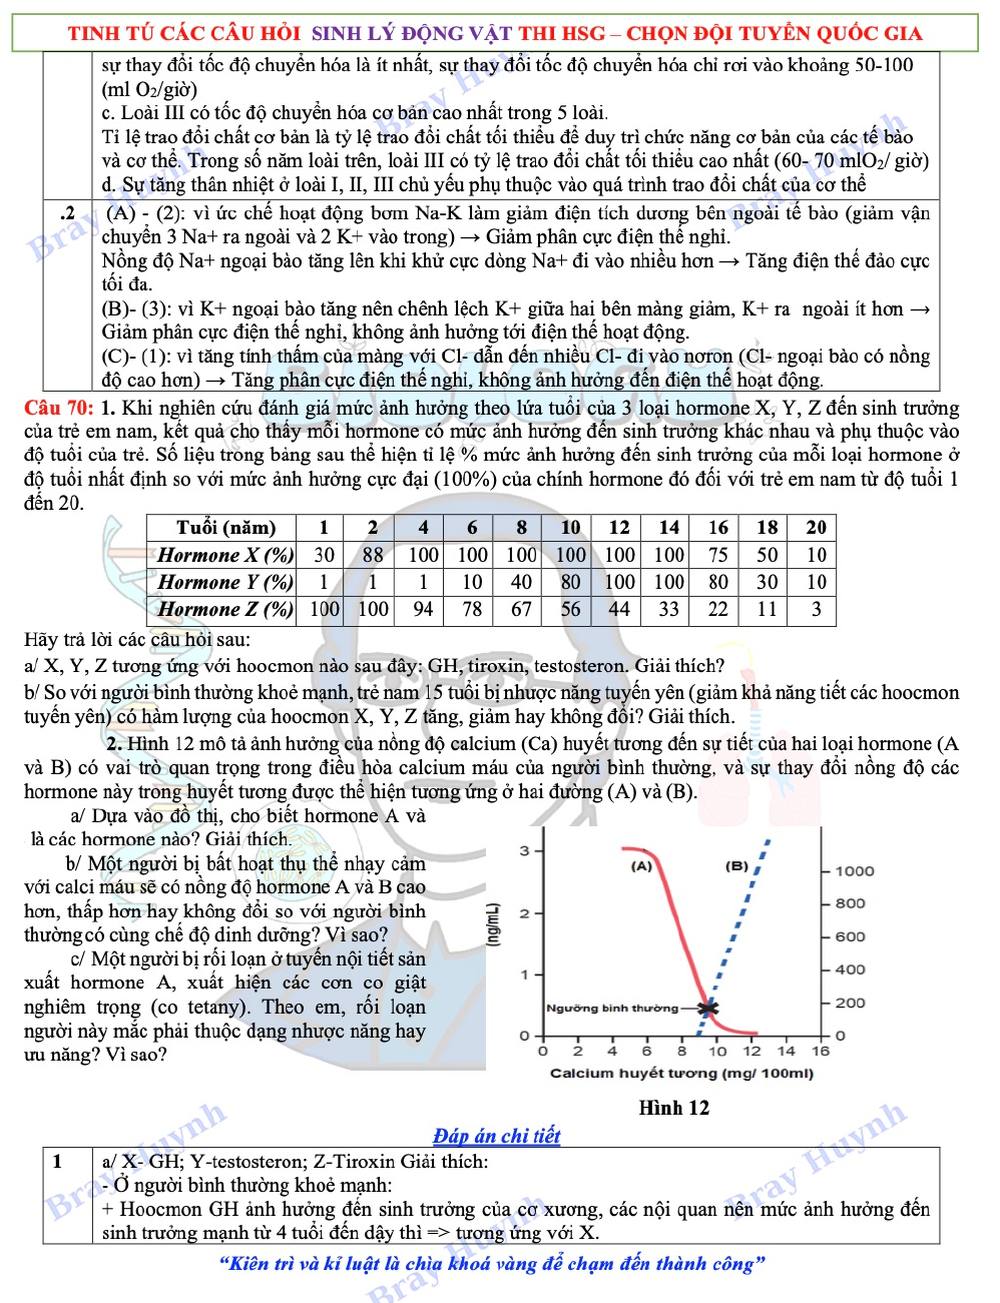 TINH TÚ CÁC CÂU HỎI SINH LÝ ĐỘNG VẬT THI HSG – CHỌN ĐỘI TUYỂN QUỐC GIA
sự thay đổi tốc độ chuyển hóa là ít nhất, sự thay đổi tốc độ chuyển hóa chỉ rơi vào khoảng 50-100
(ml O₂/giờ)
c. Loài III có tốc độ chuyển hóa cơ bản cao nhất trong 5 loài.
Tỉ lệ trao đổi chất cơ bản là tỷ lệ trao đổi chất tối thiểu để duy trì chức năng cơ bản của các tế bào
và cơ thể. Trong số năm loài trên, loài III có tỷ lệ trao đổi chất tối thiểu cao nhất (60- 70 mlO₂/ giờ)
d. Sự tăng thân nhiệt ở loài I, II, III chủ yếu phụ thuộc vào quá trình trao đổi chất của cơ thể
.2 (A) - (2): vì ức chế hoạt động bơm Na-K làm giảm điện tích dương bên ngoài tế bào (giảm vận
chuyển 3 Na+ ra ngoài và 2 K+ vào trong) → Giảm phân cực điện thế nghỉ.
Nồng độ Na+ ngoại bào tăng lên khi khử cực dòng Na+ đi vào nhiều hơn → Tăng điện thế đảo cực
tối đa.
(B)- (3): vì K+ ngoại bào tăng nên chênh lệch K+ giữa hai bên màng giảm, K+ ra ngoài ít hơn →
Giảm phân cực điện thế nghỉ, không ảnh hưởng tới điện thế hoạt động.
(C)- (1): vì tăng tính thấm của màng với Cl- dẫn đến nhiều Cl- đi vào nơron (Cl- ngoại bào có nồng
độ cao hơn) → Tăng phân cực điện thế nghỉ, không ảnh hưởng đến điện thế hoạt động.
Câu 70: 1. Khi nghiên cứu đánh giá mức ảnh hưởng theo lứa tuổi của 3 loại hormone X, Y, Z đến sinh trưởng
của trẻ em nam, kết quả cho thấy mỗi hormone có mức ảnh hưởng đến sinh trưởng khác nhau và phụ thuộc vào
độ tuổi của trẻ. Số liệu trong bảng sau thể hiện tỉ lệ % mức ảnh hưởng đến sinh trưởng của mỗi loại hormone ở
độ tuổi nhất định so với mức ảnh hưởng cực đại (100%) của chính hormone đó đối với trẻ em nam từ độ tuổi 1
đến 20.
Tuổi (năm) 1 2 4 6 8 10 12 14 16 18 20
Hormone X (%) 30 88 100 100 100 100 100 100 75 50 10
Hormone Y (%) 1 1 1 10 40 80 100 100 80 30 10
Hormone Z (%) 100 100 94 78 67 56 44 33 22 11 3
Hãy trả lời các câu hỏi sau:
a/ X, Y, Z tương ứng với hoocmon nào sau đây: GH, tiroxin, testosteron. Giải thích?
b/ So với người bình thường khoẻ mạnh, trẻ nam 15 tuổi bị nhược năng tuyến yên (giảm khả năng tiết các hoocmon
tuyến yên) có hàm lượng của hoocmon X, Y, Z tăng, giảm hay không đổi? Giải thích.
2. Hình 12 mô tả ảnh hưởng của nồng độ calcium (Ca) huyết tương đến sự tiết của hai loại hormone (A
và B) có vai trò quan trọng trong điều hòa calcium máu của người bình thường, và sự thay đổi nồng độ các
hormone này trong huyết tương được thể hiện tương ứng ở hai đường (A) và (B).
a/ Dựa vào đồ thị, cho biết hormone A và
là các hormone nào? Giải thích.
b/ Một người bị bất hoạt thụ thể nhạy cảm
với calci máu sẽ có nồng độ hormone A và B cao
hơn, thấp hơn hay không đổi so với người bình
thường có cùng chế độ dinh dưỡng? Vì sao?
c/ Một người bị rối loạn ở tuyến nội tiết sản
xuất hormone A, xuất hiện các cơn co giật
nghiêm trọng (co tetany). Theo em, rối loạn
người này mắc phải thuộc dạng nhược năng hay
ưu năng? Vì sao?
(ng/mL)
3
2
1
0
(A)
(B)
1000
800
600
400
200
0
Ngưỡng bình thường
0 2 4 6 8 10 12 14 16
Calcium huyết tương (mg/ 100ml)
Hình 12
Đáp án chi tiết
1 a/ X- GH; Y-testosteron; Z-Tiroxin Giải thích:
- Ở người bình thường khoẻ mạnh:
+ Hoocmon GH ảnh hưởng đến sinh trưởng của cơ xương, các nội quan nên mức ảnh hưởng đến
sinh trưởng mạnh từ 4 tuổi đến dậy thì => tương ứng với X.
“Kiên trì và kỉ luật là chìa khoá vàng để chạm đến thành công”
Bray Huynh
Bray Huynh
Bray Huynh
Bray Huynh
Bray Huynh
Bray Huynh
BIOLOGY